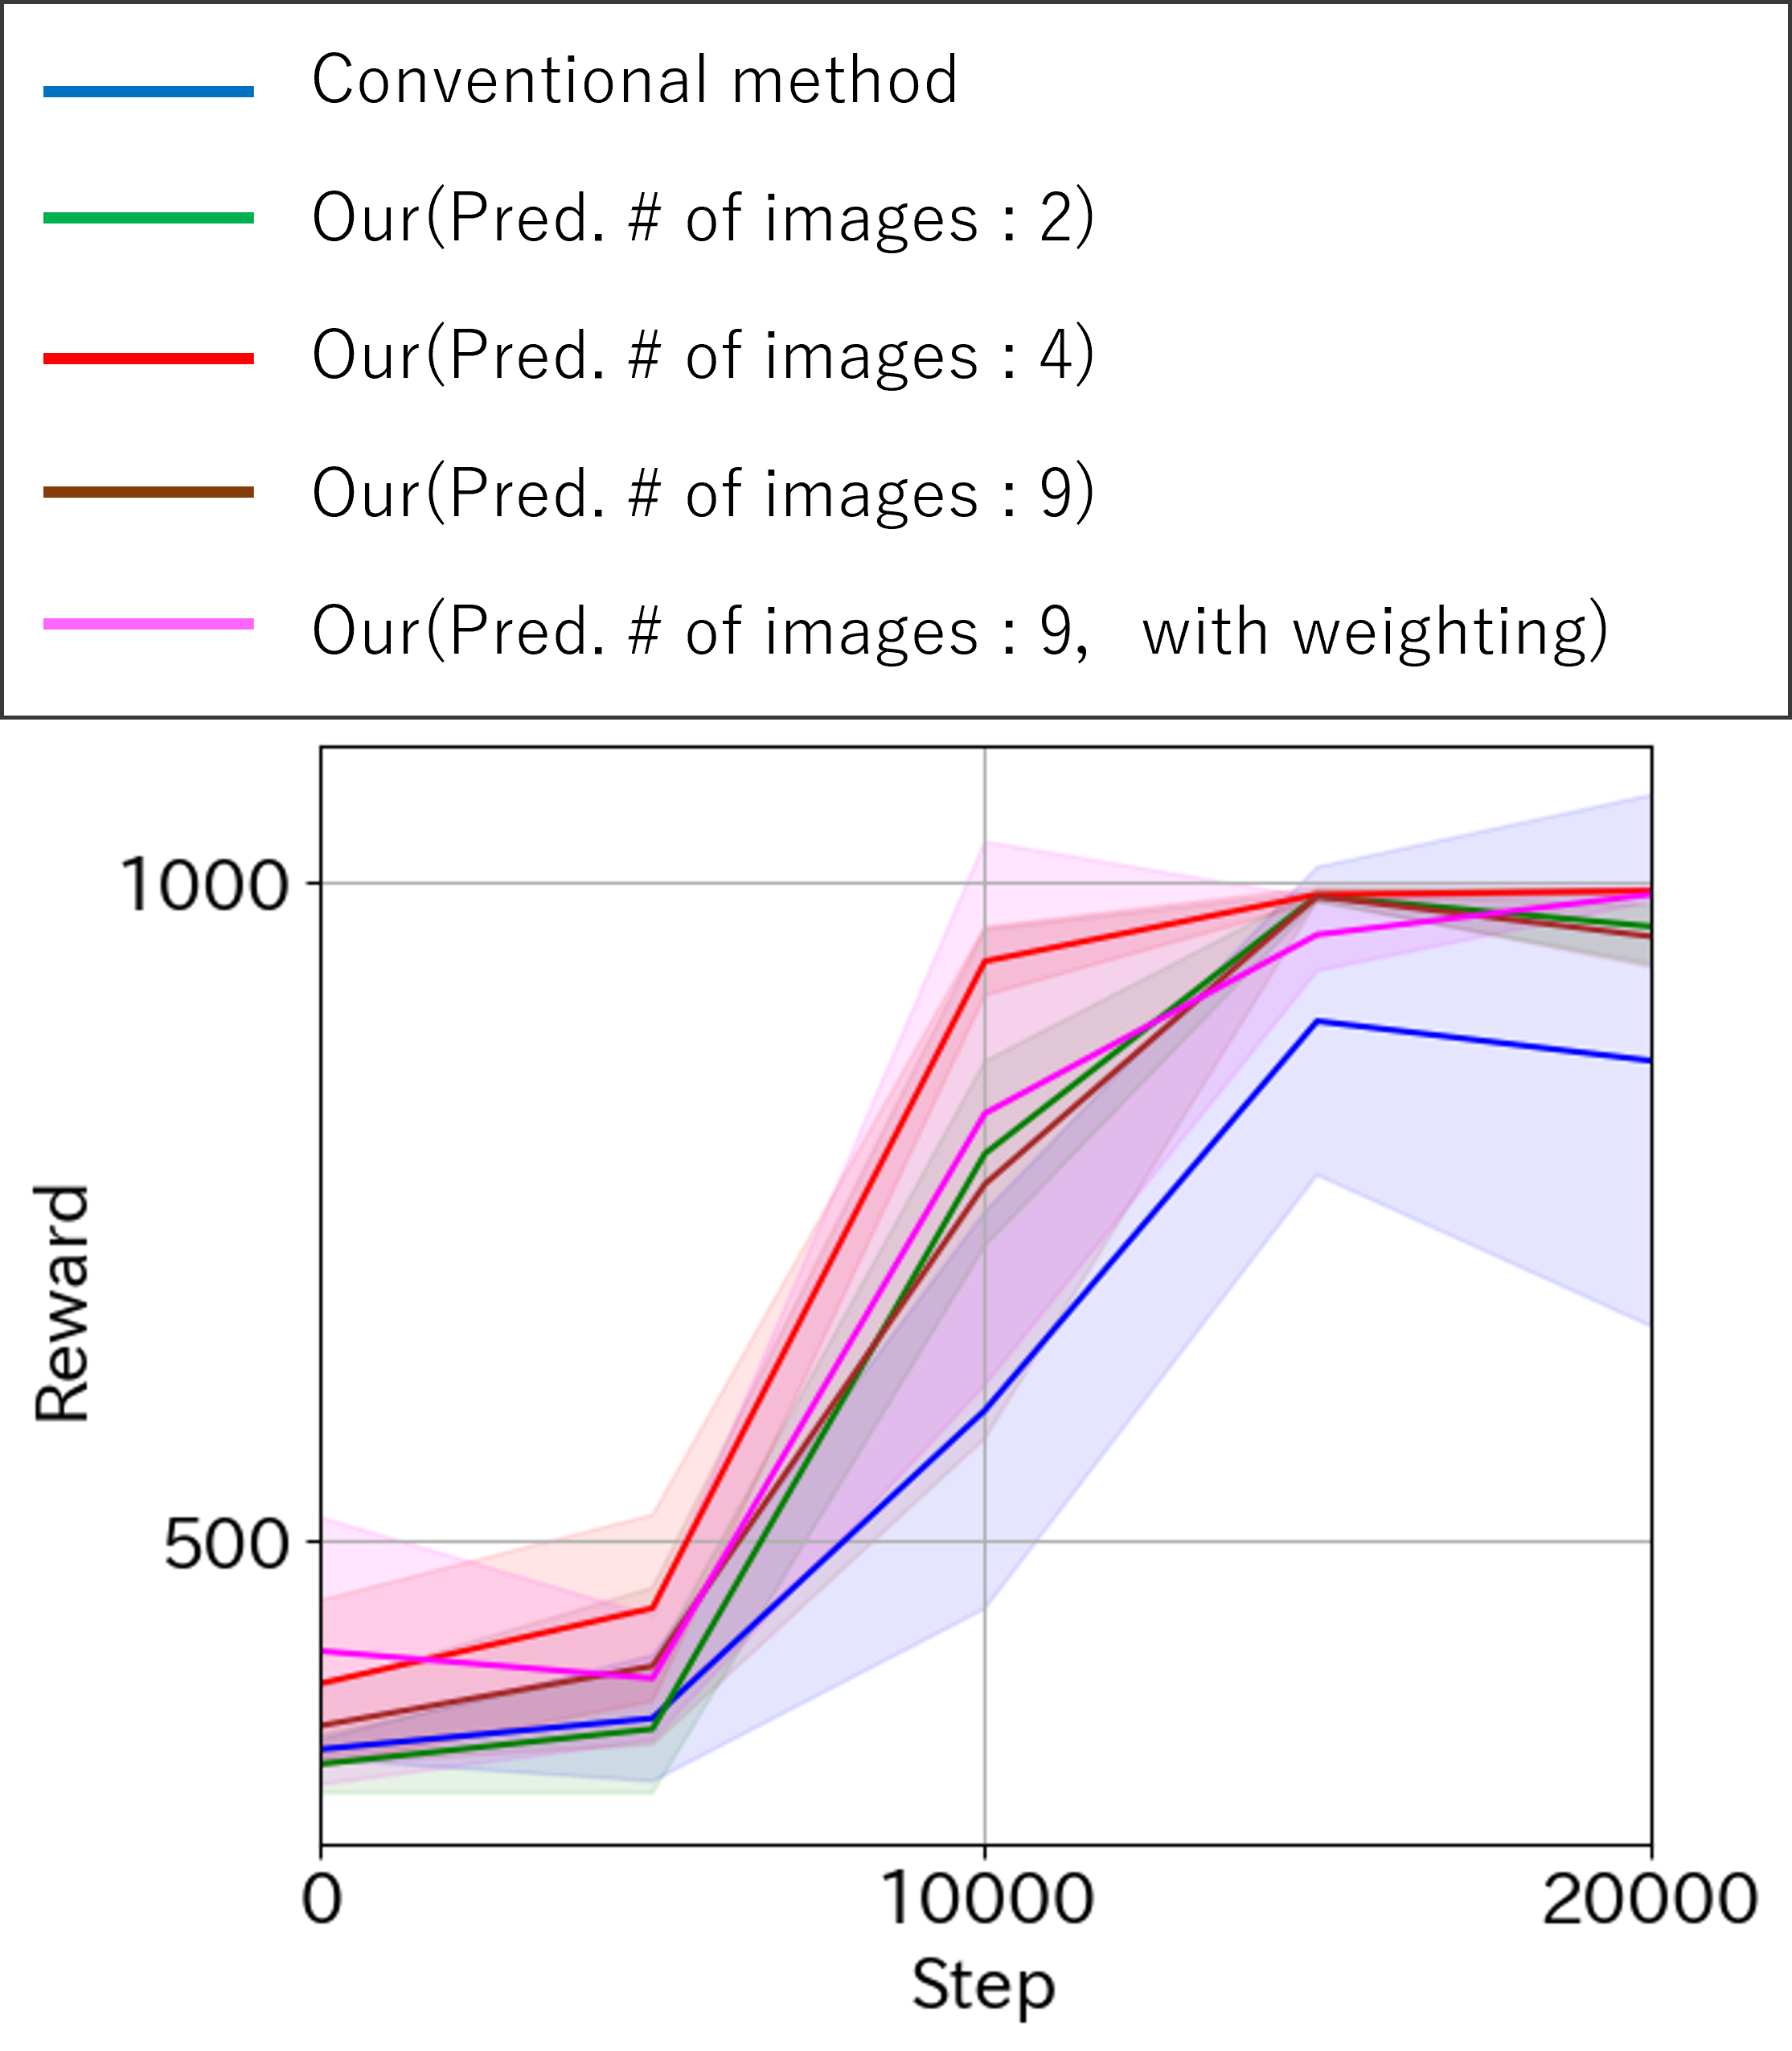 Conventional method
Our(Pred. # of images : 2)
Our(Pred. # of images : 4)
Our(Pred. # of images : 9)
Our(Pred. # of images : 9, with weighting)
1000
500
Reward
0 10000 20000
Step